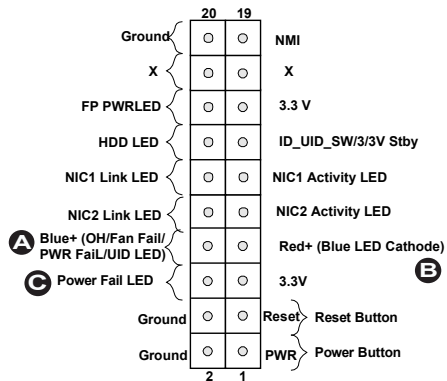 20 19
Ground NMI
X X
FP PWRLED 3.3 V
HDD LED ID_UID_SW/3/3V Stby
NIC1 Link LED NIC1 Activity LED
NIC2 Link LED NIC2 Activity LED
A Blue+ (OH/Fan Fail/ Red+ (Blue LED Cathode)
PWR FaiL/UID LED) B
C Power Fail LED 3.3V
Ground Reset Reset Button
Ground PWR Power Button
2 1